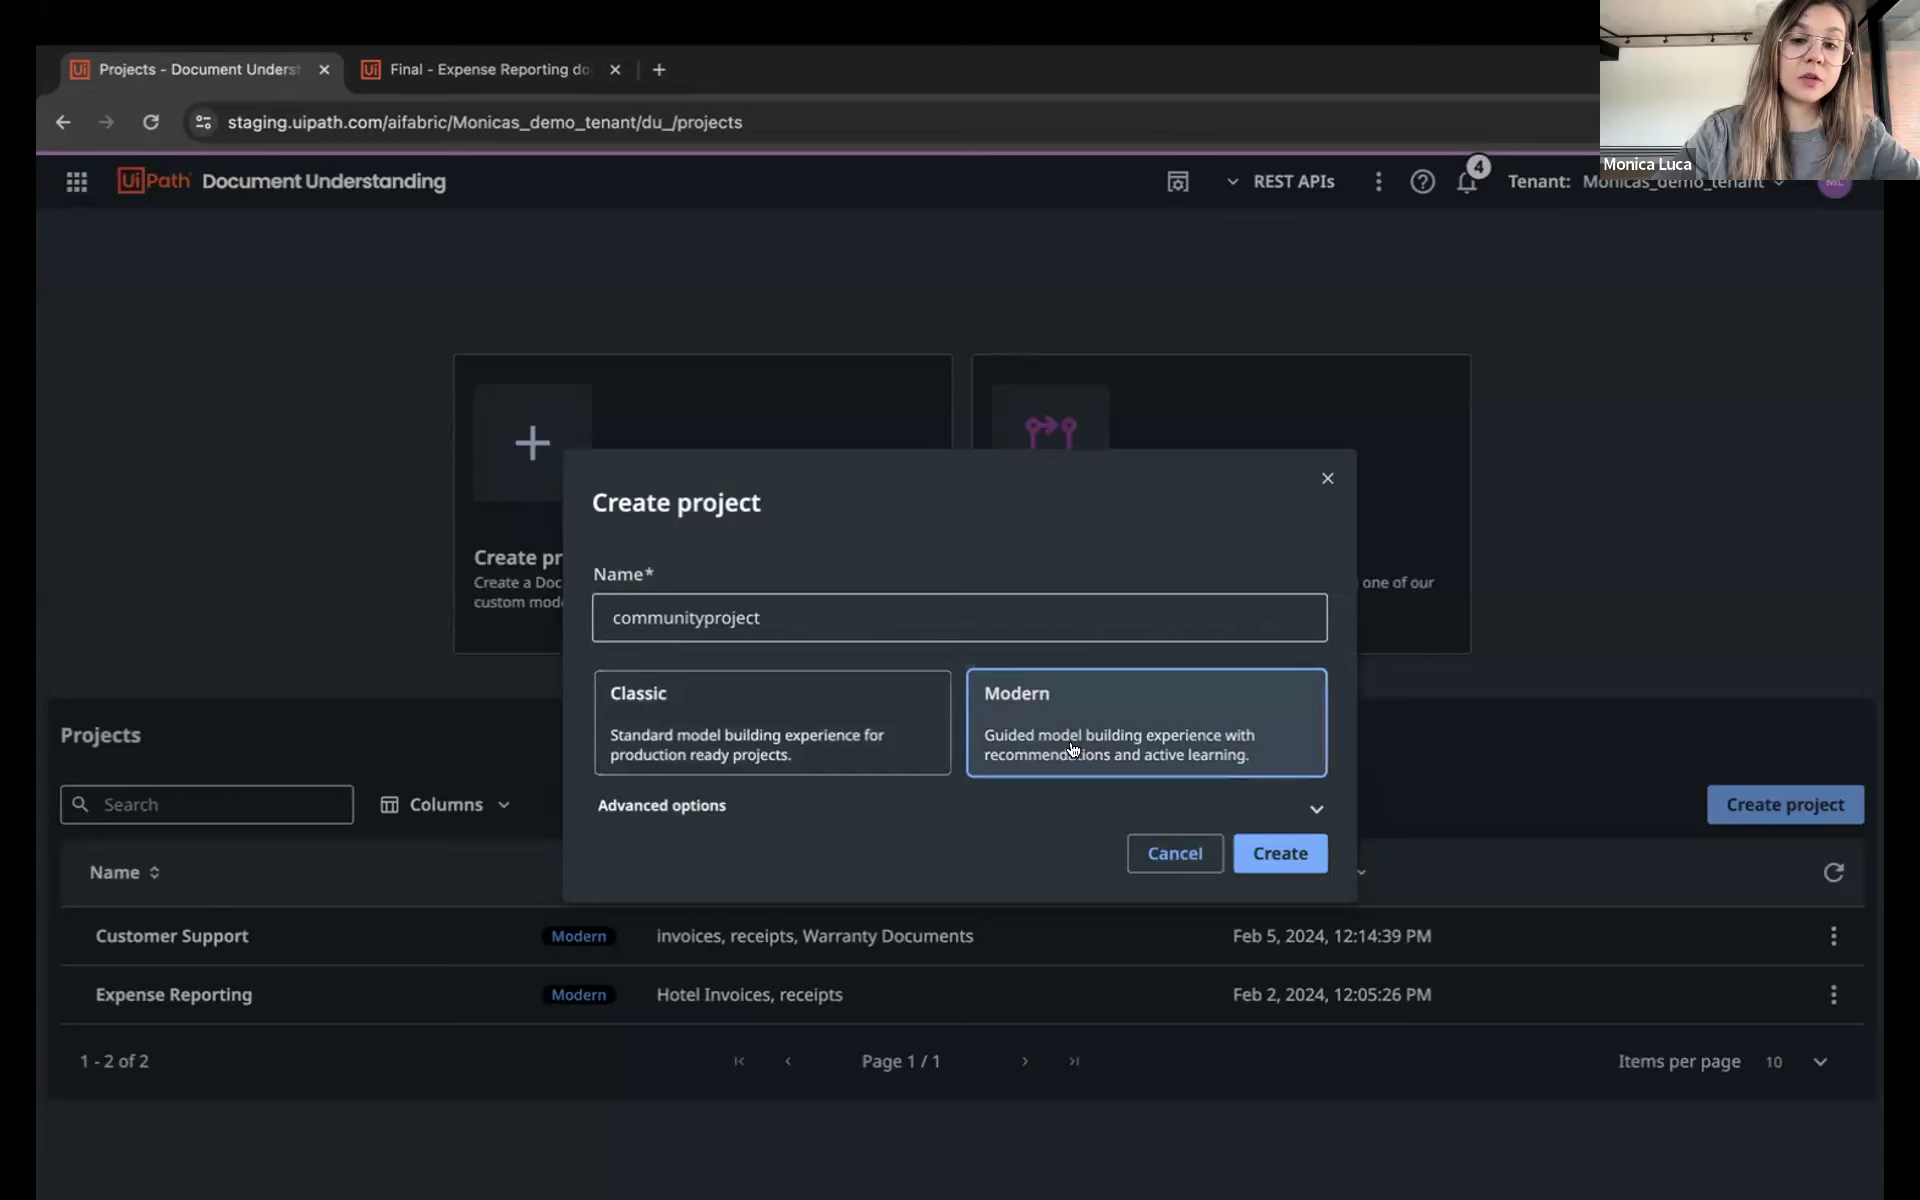 Projects - Document Underst
Final - Expense Reporting do
staging.uipath.com/aifabric/Monicas_demo_tenant/du_/projects
Monica Luca
UiPath Document Understanding
REST APIs
4
Tenant: Monicas_demo_tenant
ML
Create project
Name*
communityproject
Classic
Standard model building experience for
production ready projects.
Modern
Guided model building experience with
recommendations and active learning.
Advanced options
Cancel
Create
Create pr
Create a Doc
custom mod
one of our
Projects
Search
Columns
Create project
Name
Customer Support Modern invoices, receipts, Warranty Documents Feb 5, 2024, 12:14:39 PM
Expense Reporting Modern Hotel Invoices, receipts Feb 2, 2024, 12:05:26 PM
1 - 2 of 2
Page 1 / 1
Items per page 10